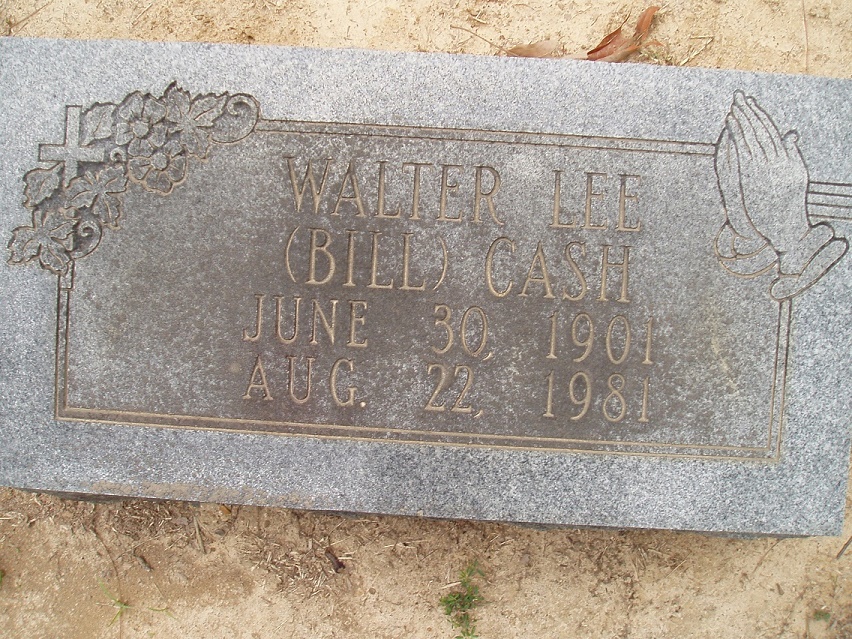 WALTER LEE
(BILL) CASH
JUNE 30, 1901
AUG. 22, 1981